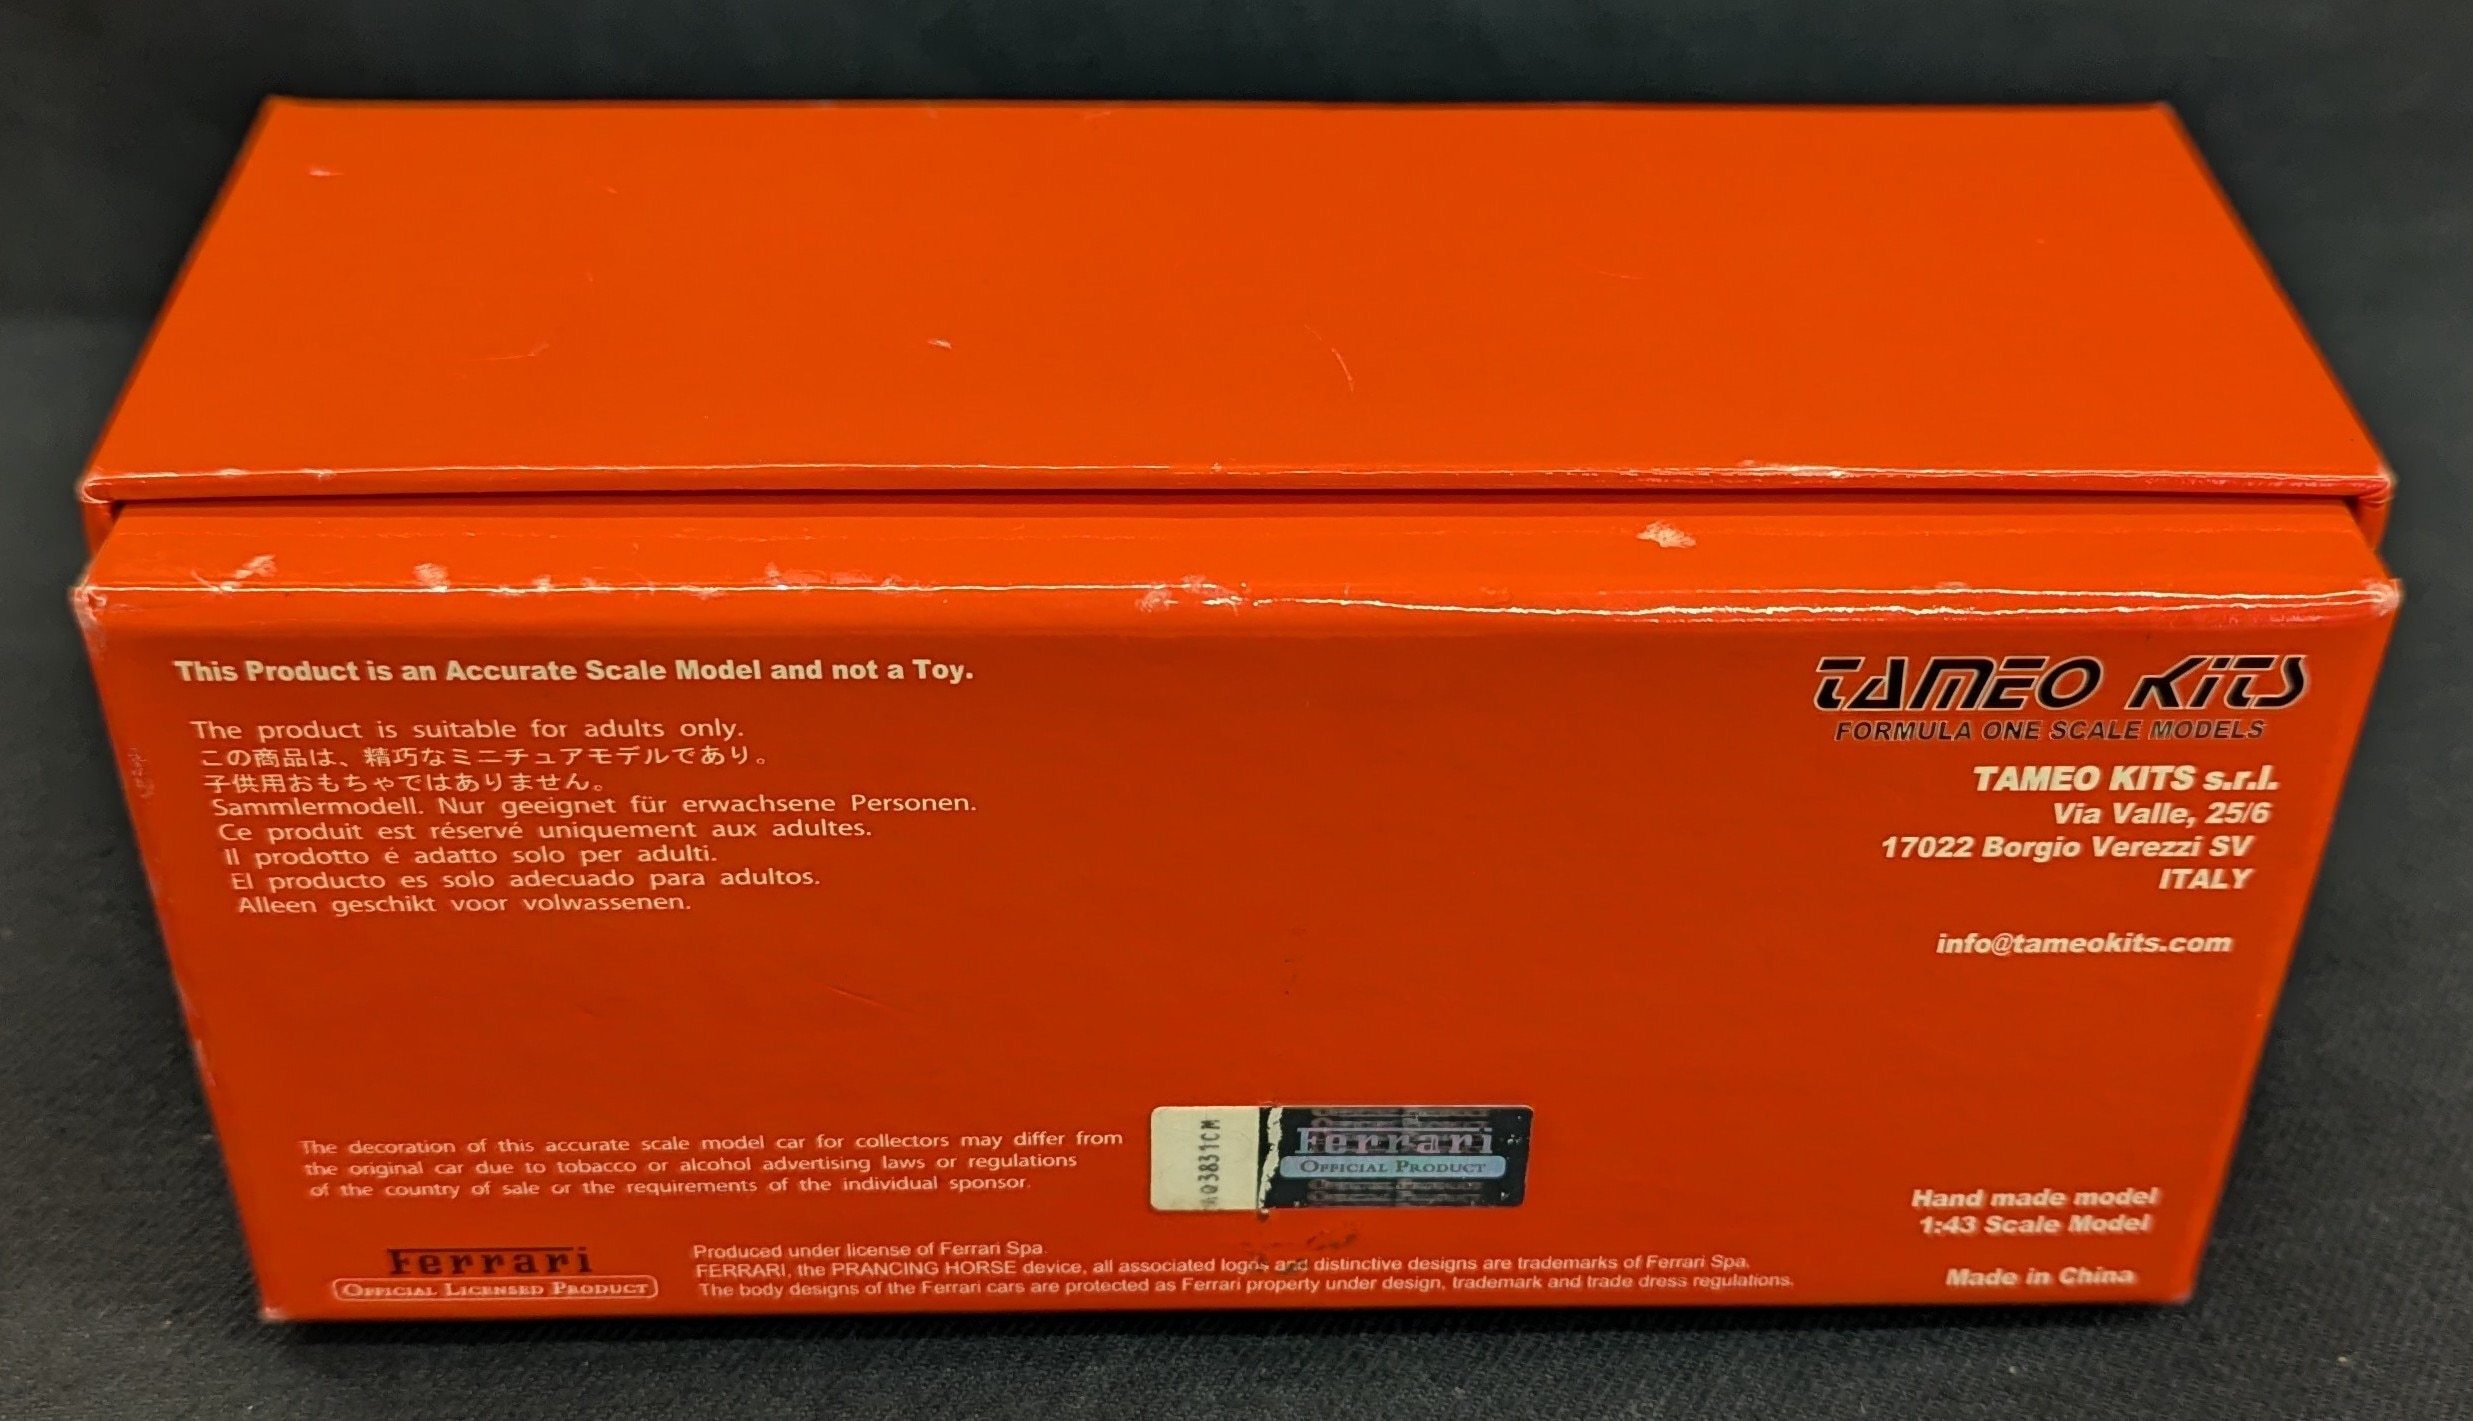 This Product is an Accurate Scale Model and not a Toy.
The product is suitable for adults only.
この商品は、精巧なミニチュアモデルであり。
子供用おもちゃではありません。
Sammlermodell. Nur geeignet für erwachsene Personen.
Ce produit est réservé uniquement aux adultes.
Il prodotto é adatto solo per adulti.
El producto es solo adecuado para adultos.
Alleen geschikt voor volwassenen.
TAMEO KITS
FORMULA ONE SCALE MODELS
TAMEO KITS s.r.l.
Via Valle, 25/6
17022 Borgio Verezzi SV
ITALY
info@tameokits.com
The decoration of this accurate scale model car for collectors may differ from
the original car due to tobacco or alcohol advertising laws or regulations
of the country of sale or the requirements of the individual sponsor.
Ferrari
OFFICIAL PRODUCT
Hand made model
1:43 Scale Model
Made in China
Ferrari
OFFICIAL LICENSED PRODUCT
Produced under license of Ferrari Spa.
FERRARI, the PRANCING HORSE device, all associated logos and distinctive designs are trademarks of Ferrari Spa.
The body designs of the Ferrari cars are protected as Ferrari property under design, trademark and trade dress regulations.